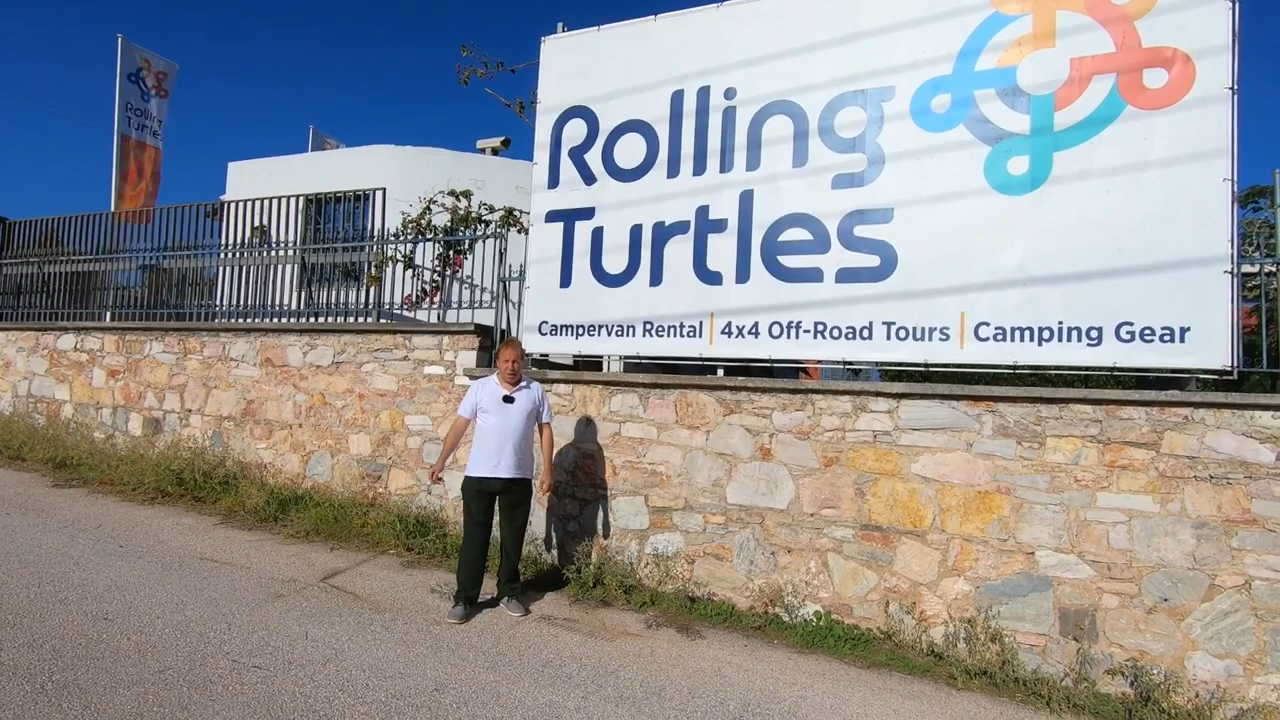 Rolling
Turtles
Rolling
Turtles
Campervan Rental | 4x4 Off-Road Tours | Camping Gear